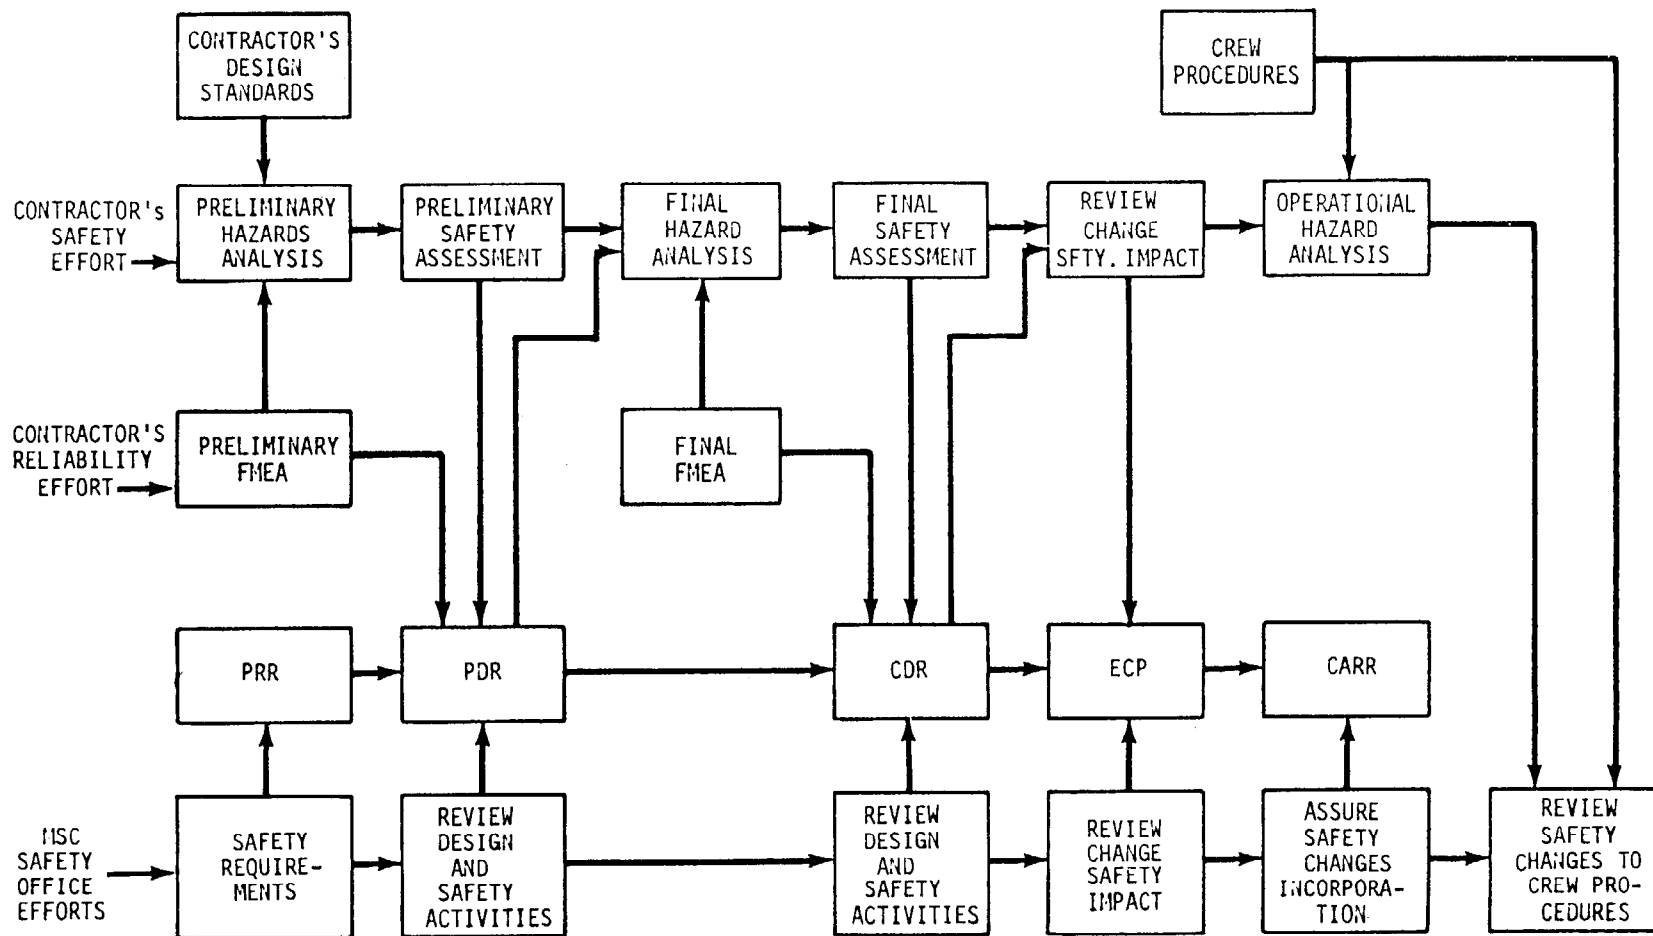 CONTRACTOR'S
DESIGN
STANDARDS
CREW
PROCEDURES
CONTRACTOR's
SAFETY
EFFORT
PRELIMINARY
HAZARDS
ANALYSIS
PRELIMINARY
SAFETY
ASSESSMENT
FINAL
HAZARD
ANALYSIS
FINAL
SAFETY
ASSESSMENT
REVIEW
CHANGE
SFTY. IMPACT
OPERATIONAL
HAZARD
ANALYSIS
CONTRACTOR'S
RELIABILITY
EFFORT
PRELIMINARY
FMEA
FINAL
FMEA
PRR
PDR
CDR
ECP
CARR
MSC
SAFETY
OFFICE
EFFORTS
SAFETY
REQUIRE-
MENTS
REVIEW
DESIGN
AND
SAFETY
ACTIVITIES
REVIEW
DESIGN
AND
SAFETY
ACTIVITIES
REVIEW
CHANGE
SAFETY
IMPACT
ASSURE
SAFETY
CHANGES
INCORPORA-
TION
REVIEW
SAFETY
CHANGES TO
CREW PRO-
CEDURES